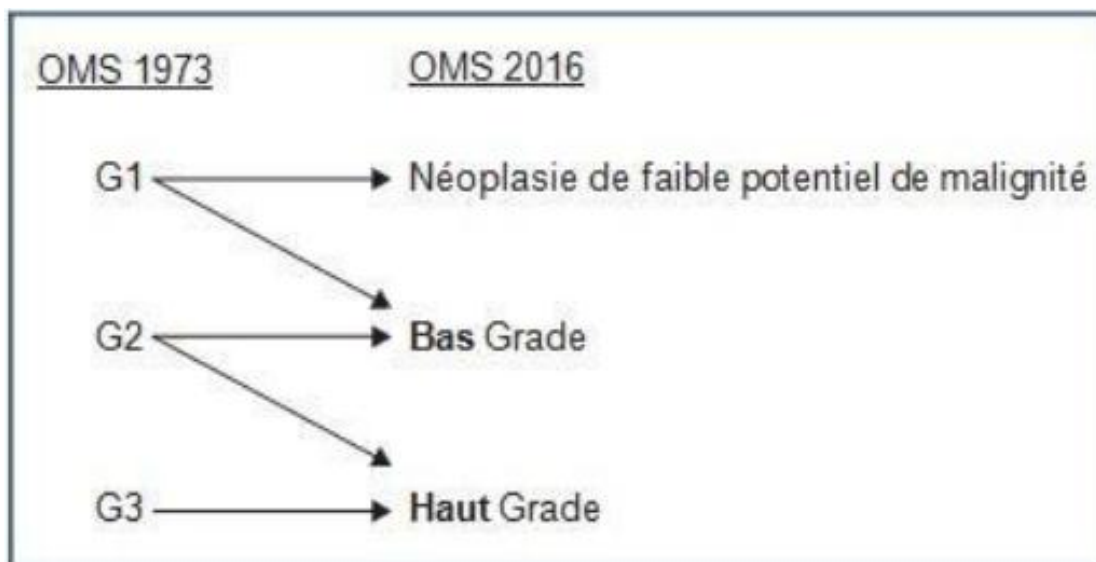 OMS 1973 OMS 2016
G1 Néoplasie de faible potentiel de malignité
G2 Bas Grade
G3 Haut Grade